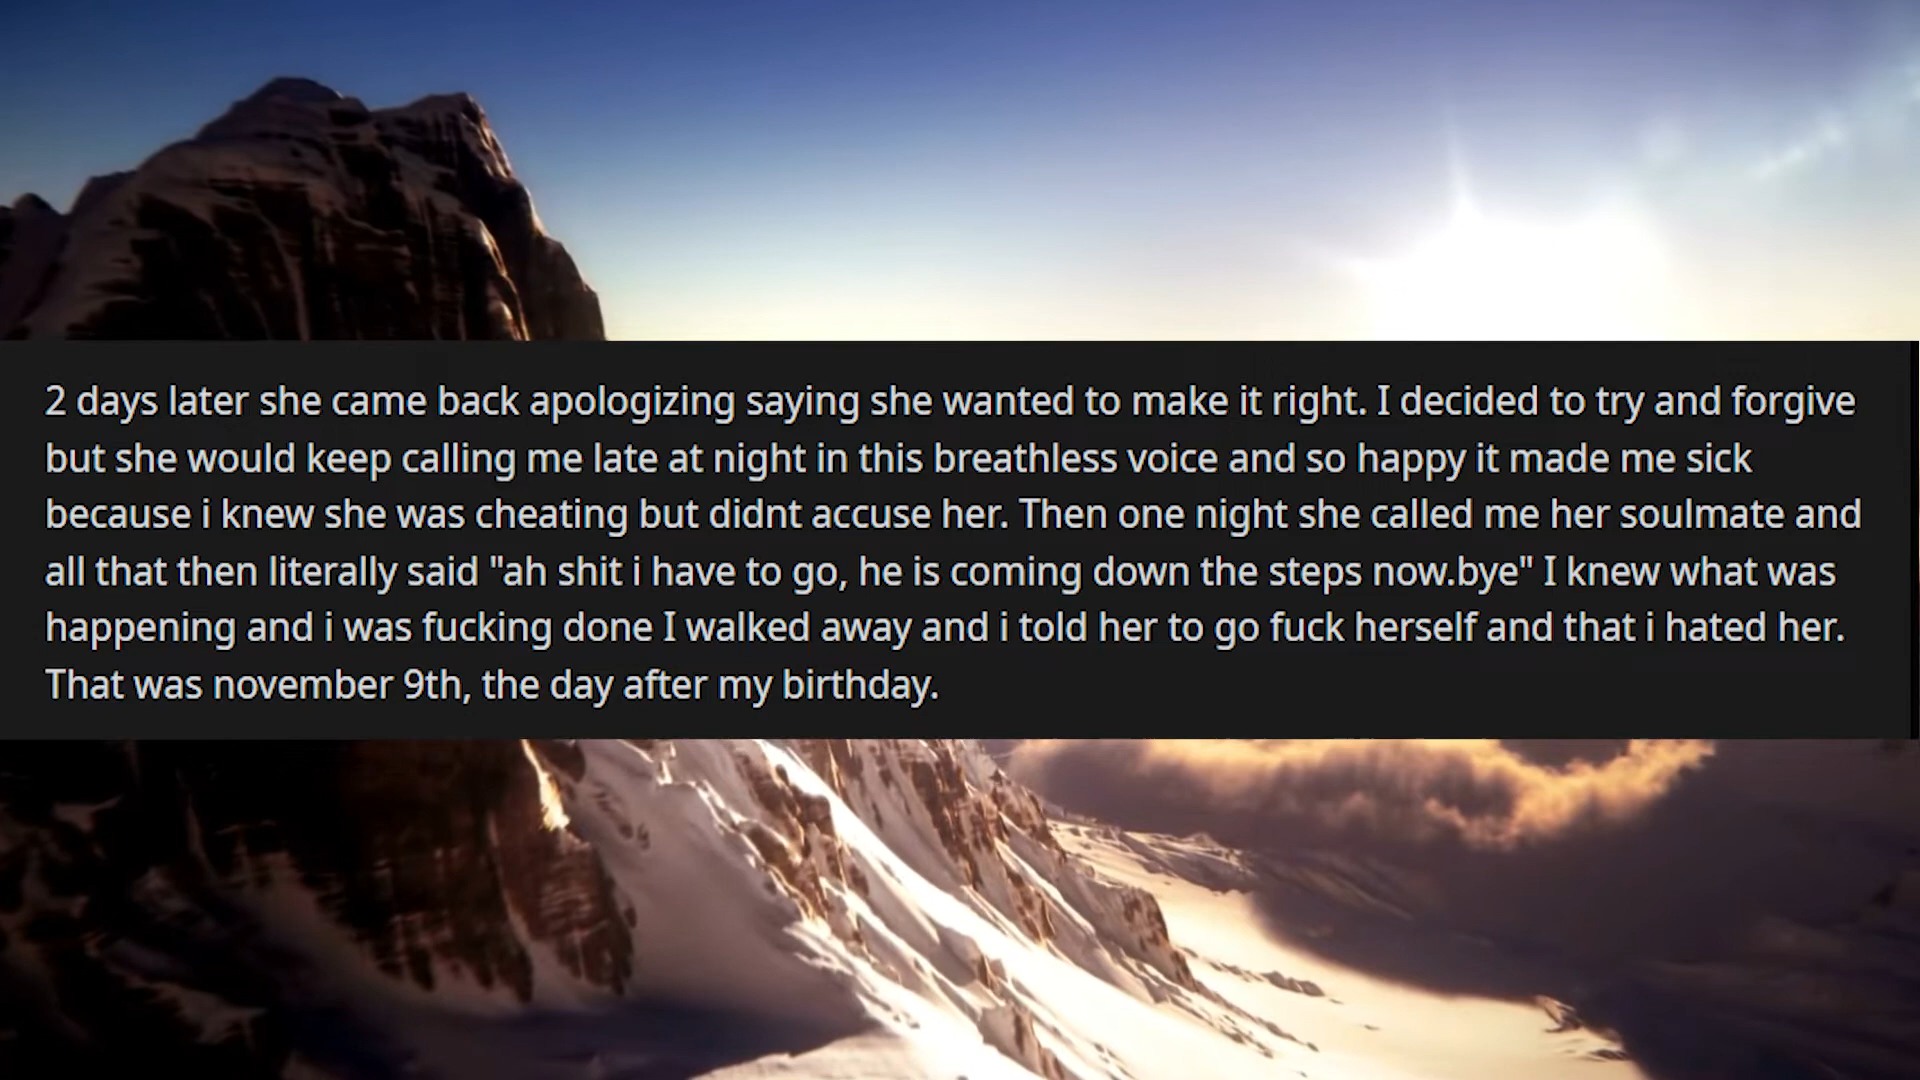 2 days later she came back apologizing saying she wanted to make it right. I decided to try and forgive
but she would keep calling me late at night in this breathless voice and so happy it made me sick
because i knew she was cheating but didnt accuse her. Then one night she called me her soulmate and
all that then literally said "ah shit i have to go, he is coming down the steps now.bye" I knew what was
happening and i was fucking done I walked away and i told her to go fuck herself and that i hated her.
That was november 9th, the day after my birthday.